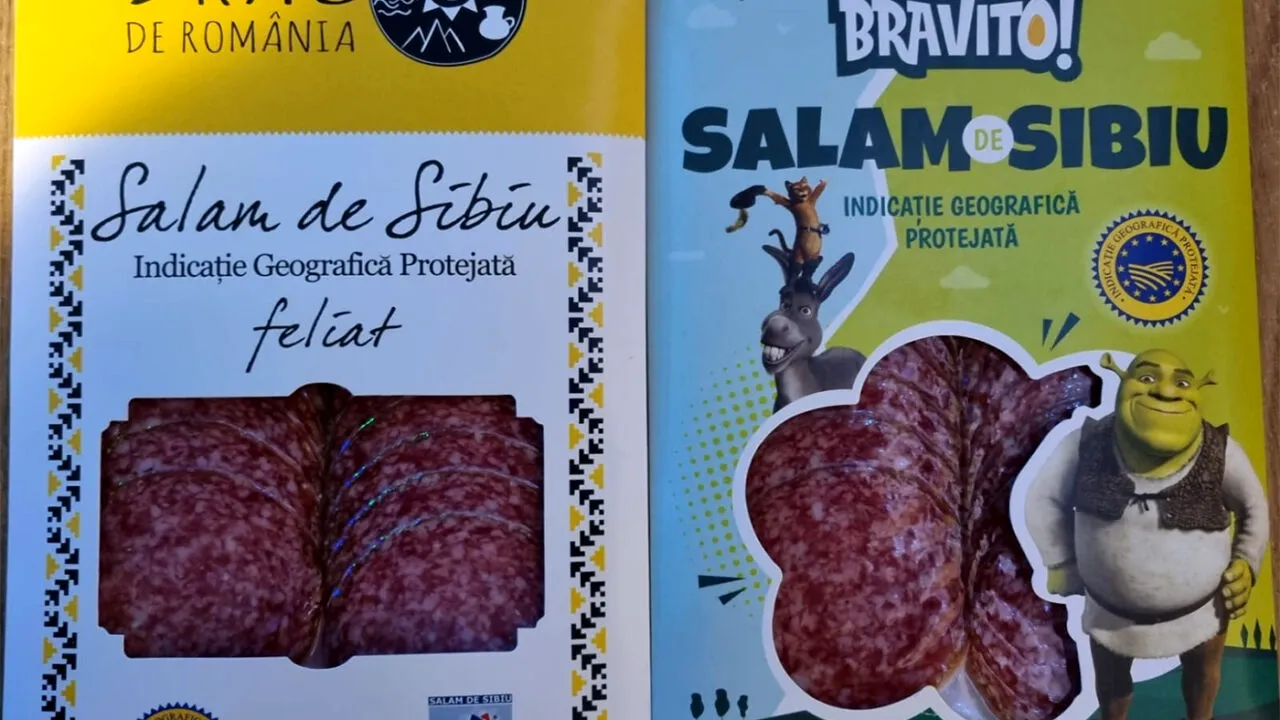 DE ROMÂNIA
Salam de Sibiu
Indicație Geografică Protejată
feliat
SALAM DE SIBIU
BRAVITO!
SALAM DE SIBIU
INDICAȚIE GEOGRAFICĂ
PROTEJATĂ
INDICAȚIE GEOGRAFICĂ PROTEJATĂ